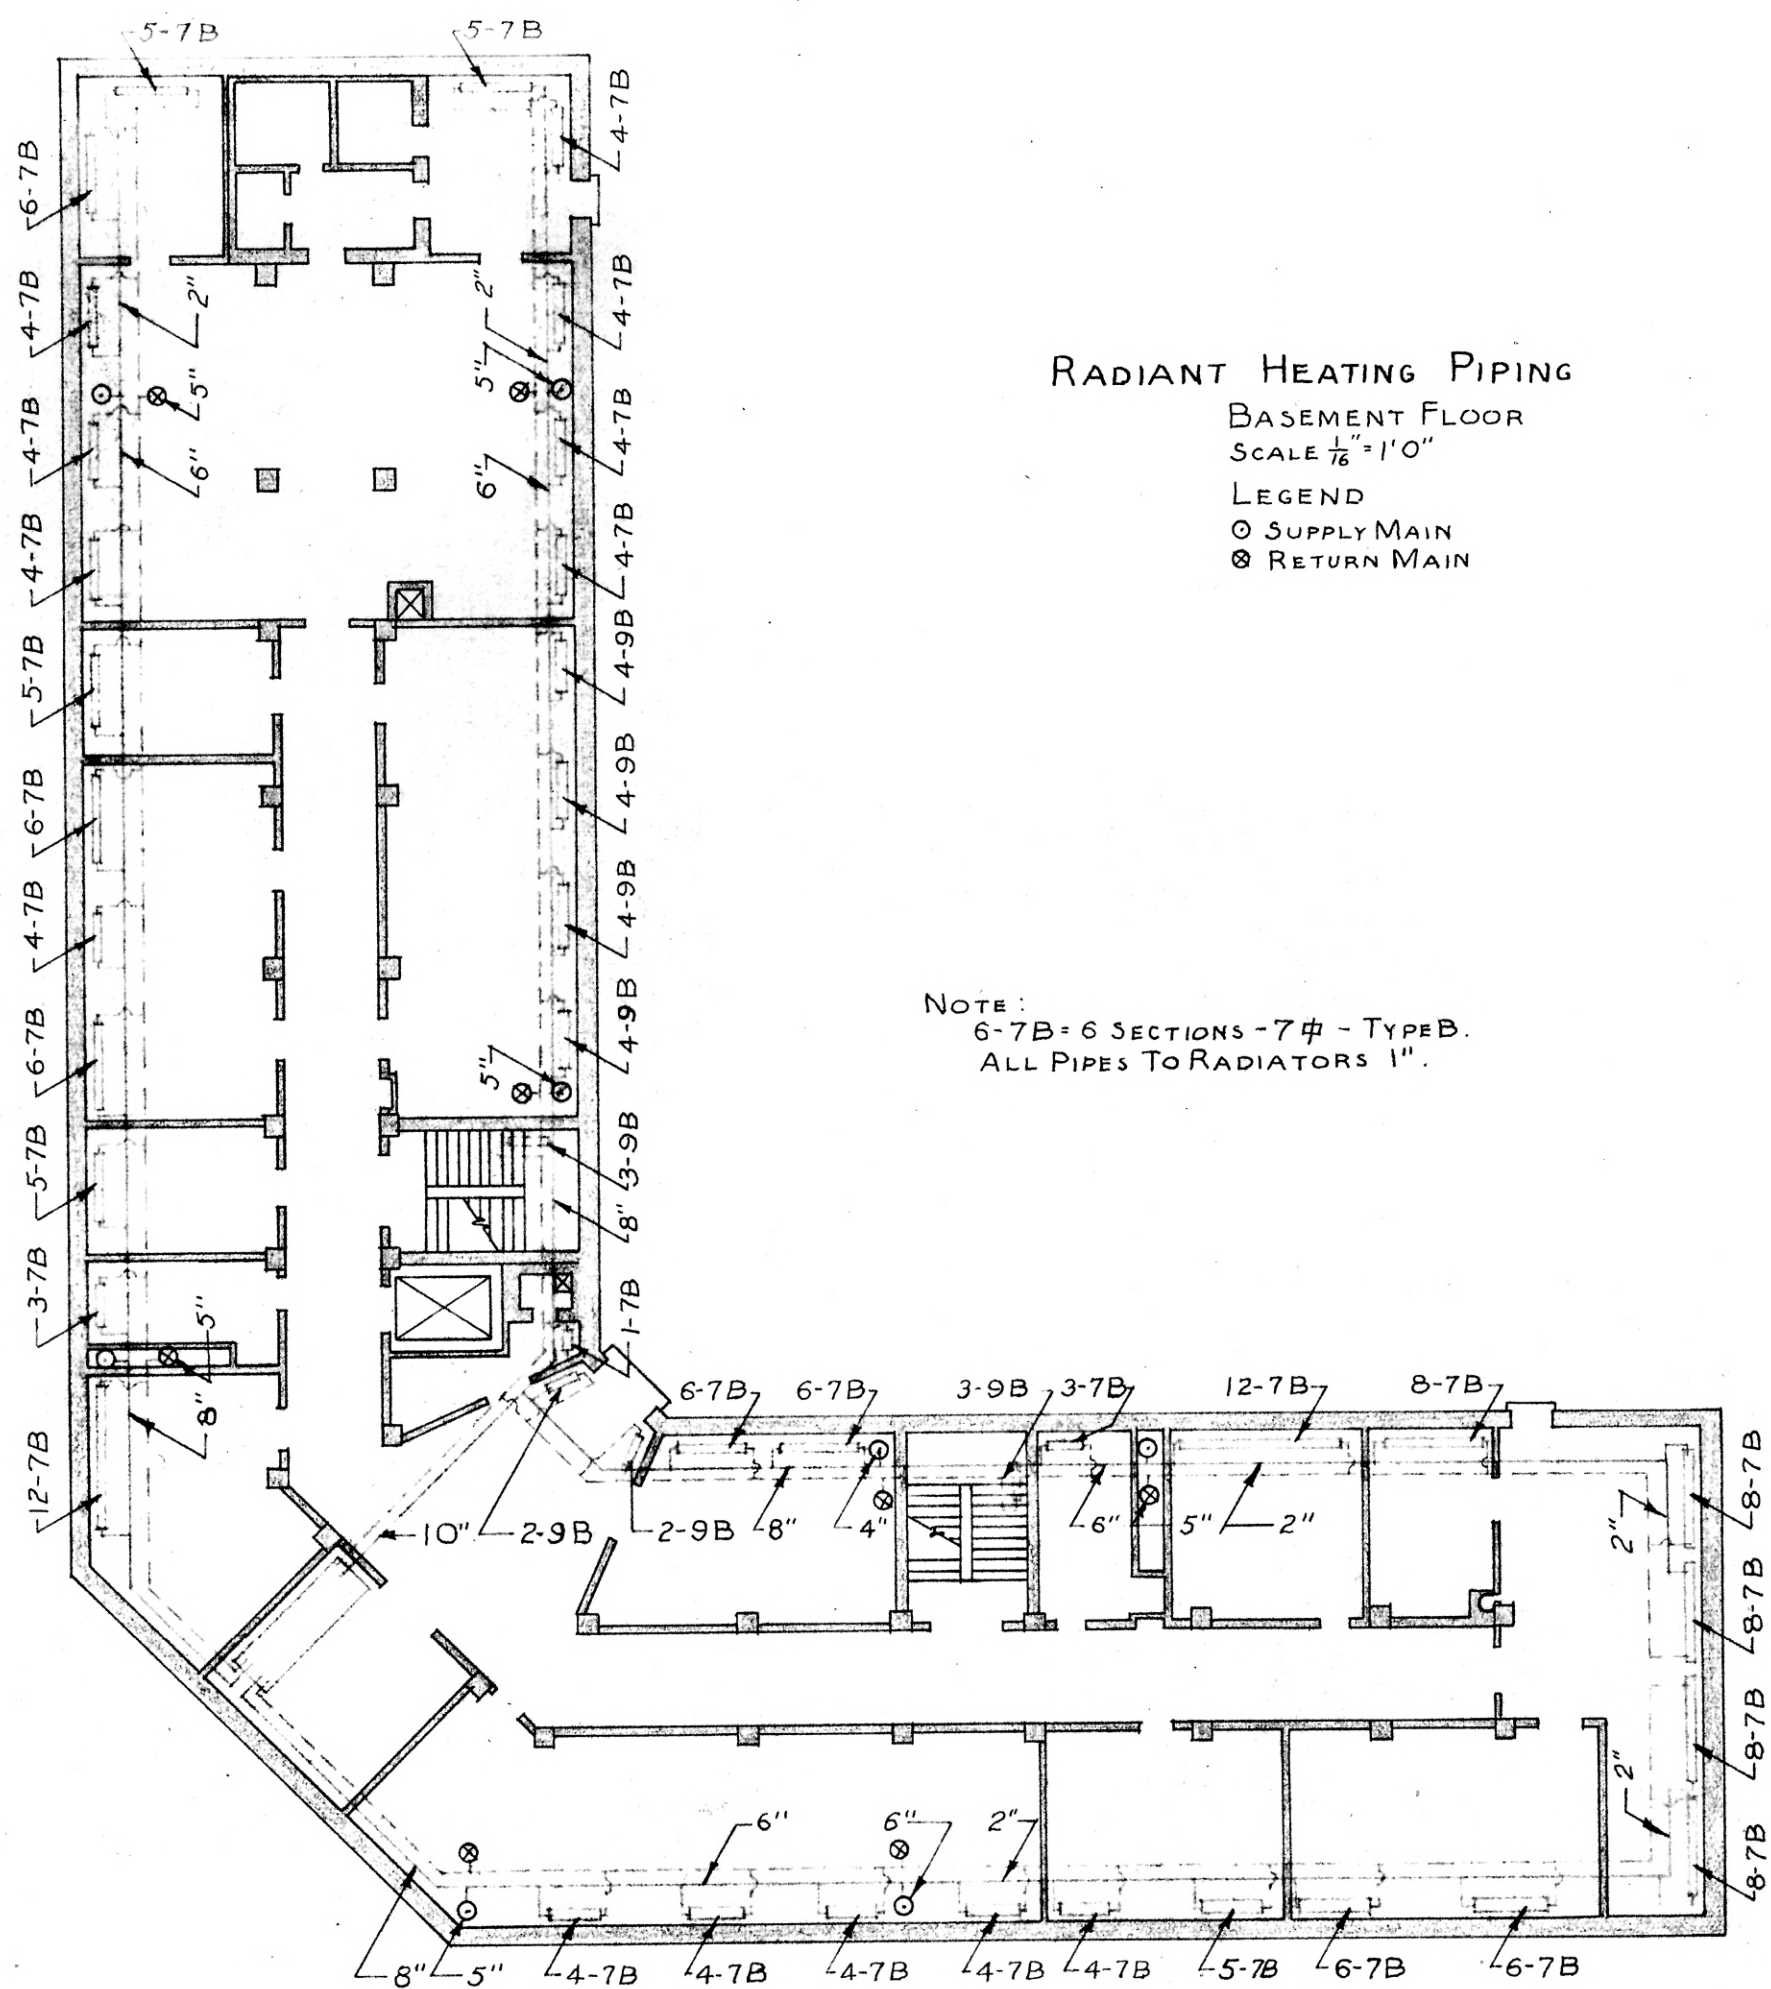 5-7B
5-7B
4-7B
6-7B
4-7B
2"
2"
4-7B
5"
5"
4-7B
6"
6"
4-7B
4-7B
4-7B
5-7B
4-9B
6-7B
4-9B
4-7B
4-9B
6-7B
4-9B
5"
5-7B
3-9B
8"
3-7B
5"
1-7B
8"
12-7B
10"
2-9B
2-9B
6-7B
6-7B
3-9B
3-7B
12-7B
8-7B
8"
4"
6"
5"
2"
2"
8-7B
8-7B
8-7B
2"
8-7B
6"
6"
2"
8"
5"
4-7B
4-7B
4-7B
4-7B
4-7B
5-7B
6-7B
6-7B
RADIANT HEATING PIPING
BASEMENT FLOOR
SCALE 1/16"=1'0"
LEGEND
⊙ SUPPLY MAIN
⊗ RETURN MAIN
NOTE:
6-7B=6 SECTIONS-7⌗-TYPE B.
ALL PIPES TO RADIATORS 1".